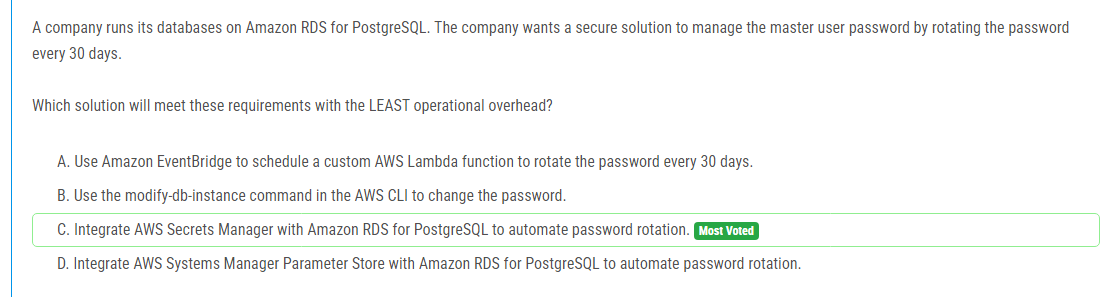 A company runs its databases on Amazon RDS for PostgreSQL. The company wants a secure solution to manage the master user password by rotating the password
every 30 days.
Which solution will meet these requirements with the LEAST operational overhead?
A. Use Amazon EventBridge to schedule a custom AWS Lambda function to rotate the password every 30 days.
B. Use the modify-db-instance command in the AWS CLI to change the password.
C. Integrate AWS Secrets Manager with Amazon RDS for PostgreSQL to automate password rotation. Most Voted
D. Integrate AWS Systems Manager Parameter Store with Amazon RDS for PostgreSQL to automate password rotation.